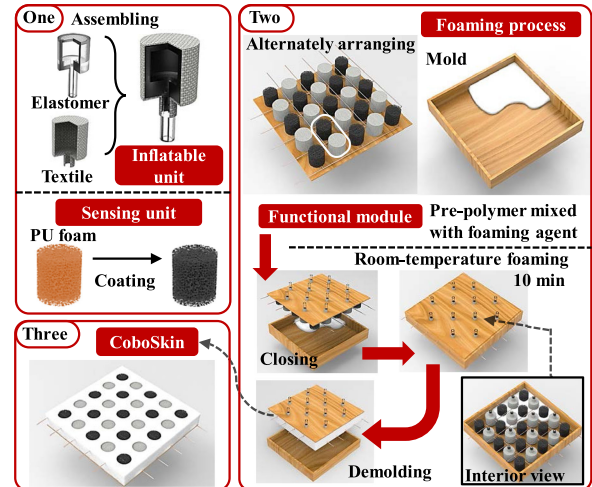 One
Assembling
Elastomer
Textile
Inflatable
unit
Sensing unit
PU foam
Coating
Two
Foaming process
Alternately arranging
Mold
Functional module
Pre-polymer mixed
with foaming agent
Room-temperature foaming
10 min
Closing
Demolding
Interior view
Three
CoboSkin